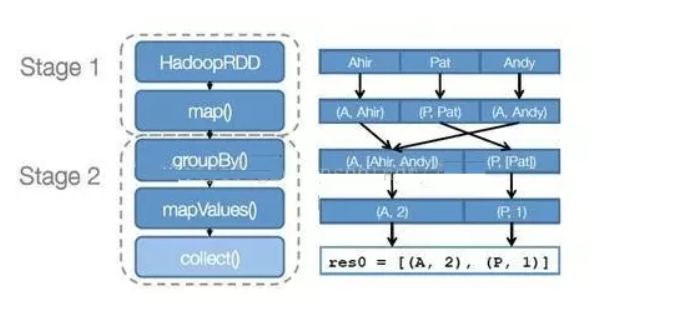 Stage 1
HadoopRDD
map()
Stage 2
groupBy()
mapValues()
collect()
Ahir Pat Andy
(A, Ahir) (P, Pat) (A, Andy)
(A, [Ahir, Andy]) (P, [Pat])
(A, 2) (P, 1)
res0 = [(A, 2), (P, 1)]